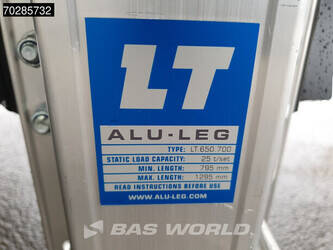 70285732
LT
ALU-LEG
TYPE: LT 650.700
STATIC LOAD CAPACITY: 25 t/set
MIN. LENGTH: 795 mm
MAX. LENGTH: 1295 mm
READ INSTRUCTIONS BEFORE USE
WWW.ALU-LEG.COM
BAS WORLD